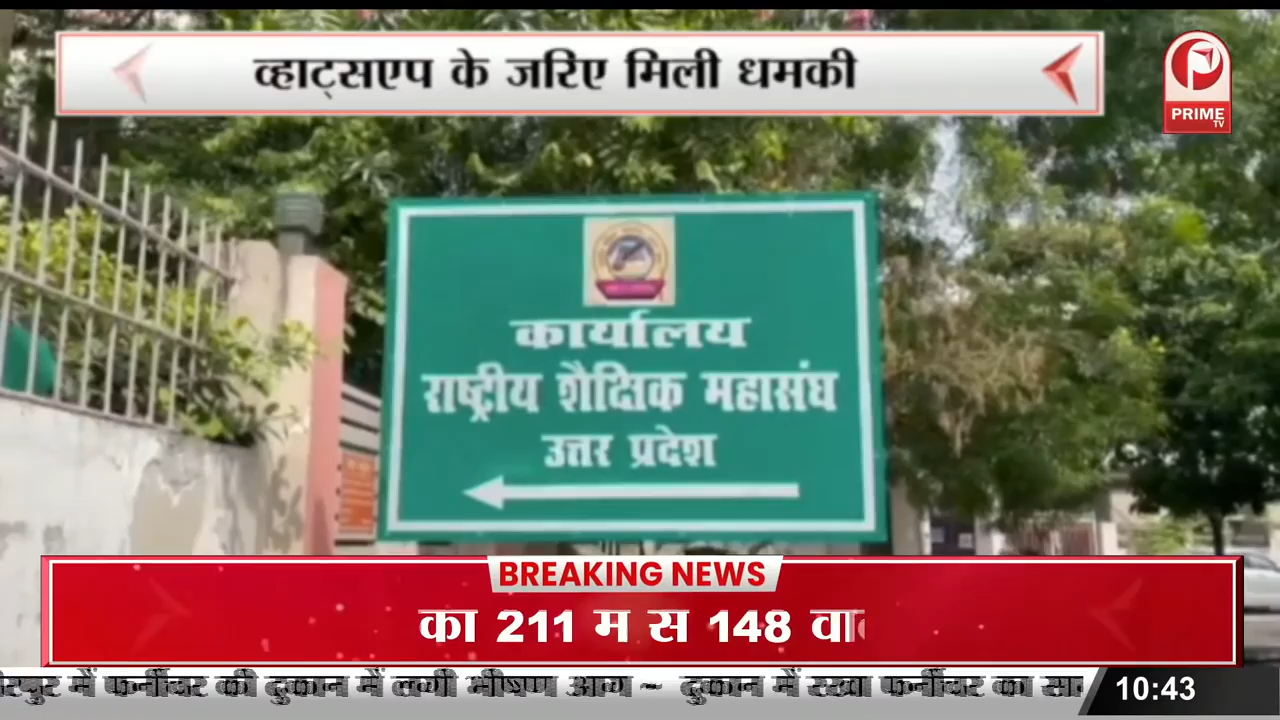 व्हाट्सएप के जरिए मिली धमकी
PRIME
TV
कार्यालय
राष्ट्रीय शैक्षिक महासंघ
उत्तर प्रदेश
BREAKING NEWS
का 211 म स 148
में फर्नीचर की दुकान में लगी भीषण आग ~ दुकान में रखा फर्नीचर का
10:43